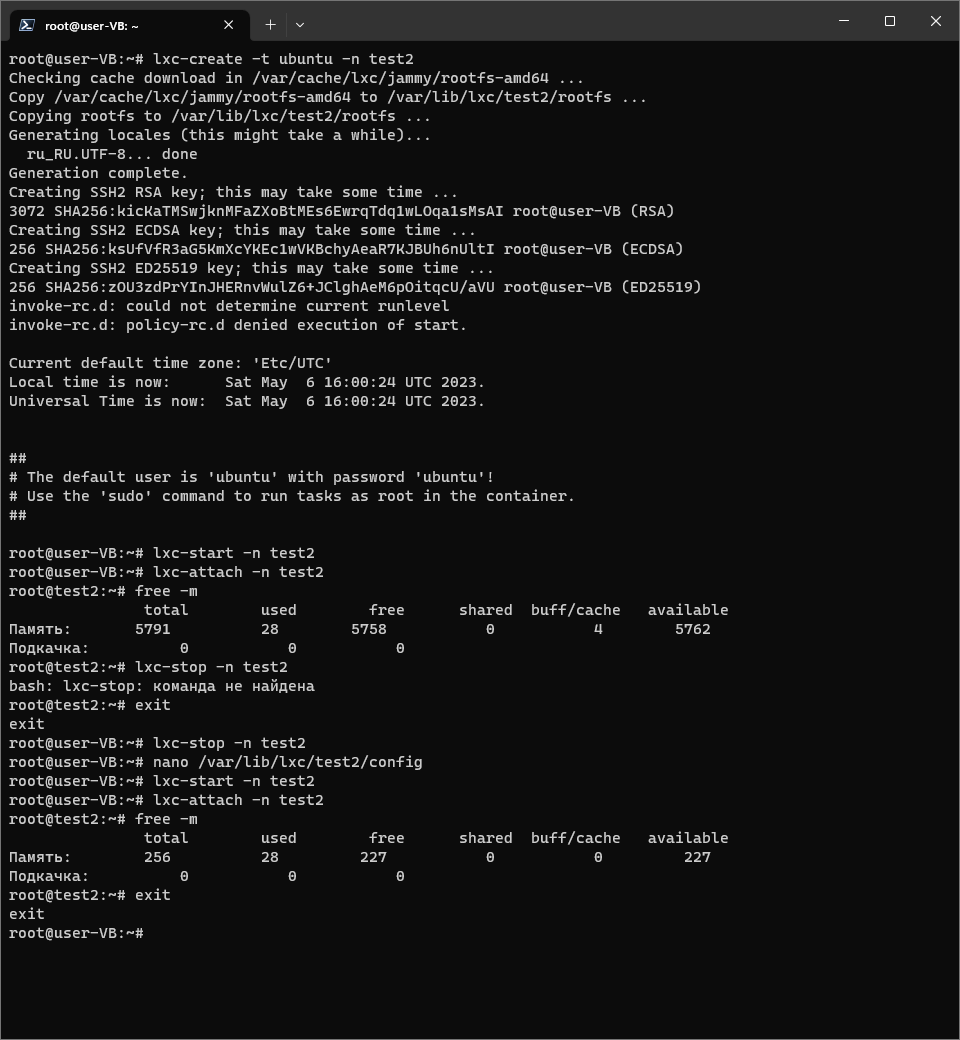 root@user-VB: ~
root@user-VB:~# lxc-create -t ubuntu -n test2
Checking cache download in /var/cache/lxc/jammy/rootfs-amd64 ...
Copy /var/cache/lxc/jammy/rootfs-amd64 to /var/lib/lxc/test2/rootfs ...
Copying rootfs to /var/lib/lxc/test2/rootfs ...
Generating locales (this might take a while)...
  ru_RU.UTF-8... done
Generation complete.
Creating SSH2 RSA key; this may take some time ...
3072 SHA256:kicKaTMSwjknMFaZXoBtMEs6EwrqTdq1wLOqa1sMsAI root@user-VB (RSA)
Creating SSH2 ECDSA key; this may take some time ...
256 SHA256:ksUfVfR3aG5KmXcYKEc1wVKBchyAeaR7KJBUh6nUltI root@user-VB (ECDSA)
Creating SSH2 ED25519 key; this may take some time ...
256 SHA256:zOU3zdPrYInJHERnvWulZ6+JClghAeM6pOitqcU/aVU root@user-VB (ED25519)
invoke-rc.d: could not determine current runlevel
invoke-rc.d: policy-rc.d denied execution of start.
Current default time zone: 'Etc/UTC'
Local time is now:      Sat May  6 16:00:24 UTC 2023.
Universal Time is now:  Sat May  6 16:00:24 UTC 2023.
##
# The default user is 'ubuntu' with password 'ubuntu'!
# Use the 'sudo' command to run tasks as root in the container.
##
root@user-VB:~# lxc-start -n test2
root@user-VB:~# lxc-attach -n test2
root@test2:~# free -m
               total        used        free      shared  buff/cache   available
Память:       5791          28        5758           0           4        5762
Подкачка:          0           0           0
root@test2:~# lxc-stop -n test2
bash: lxc-stop: команда не найдена
root@test2:~# exit
exit
root@user-VB:~# lxc-stop -n test2
root@user-VB:~# nano /var/lib/lxc/test2/config
root@user-VB:~# lxc-start -n test2
root@user-VB:~# lxc-attach -n test2
root@test2:~# free -m
               total        used        free      shared  buff/cache   available
Память:        256          28         227           0           0         227
Подкачка:          0           0           0
root@test2:~# exit
exit
root@user-VB:~#